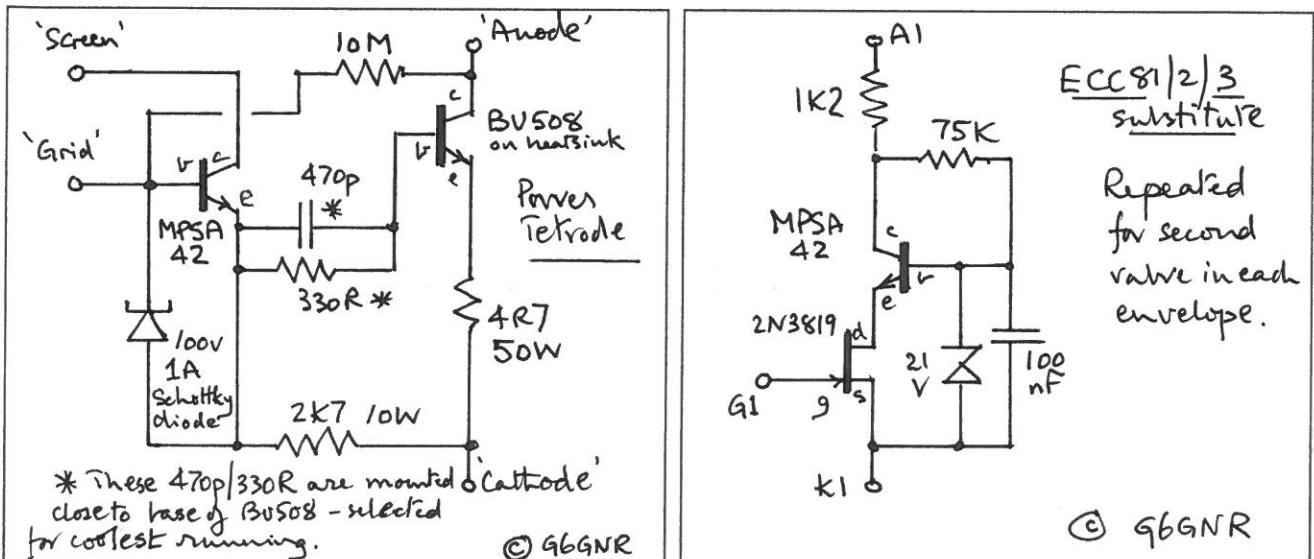 'Screen'
'Grid'
10M
'Anode'
c
b
e
BU508
on heatsink
Power
Tetrode
b
c
e
MPSA
42
470p
*
330R *
4R7
50W
100V
1A
Schottky
diode
2K7 10W
'Cathode'
* These 470p/330R are mounted
close to base of BU508 - selected
for coolest running.
© G6GNR
A1
1K2
75K
MPSA
42
c
b
e
2N3819
d
g
s
G1
21
V
100
nF
K1
ECC81/2/3
substitute
Repeated
for second
valve in each
envelope.
© G6GNR